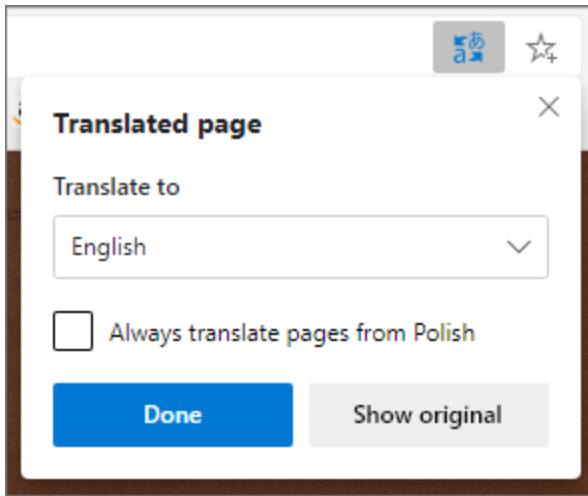 Translated page
Translate to
English
Always translate pages from Polish
Done
Show original